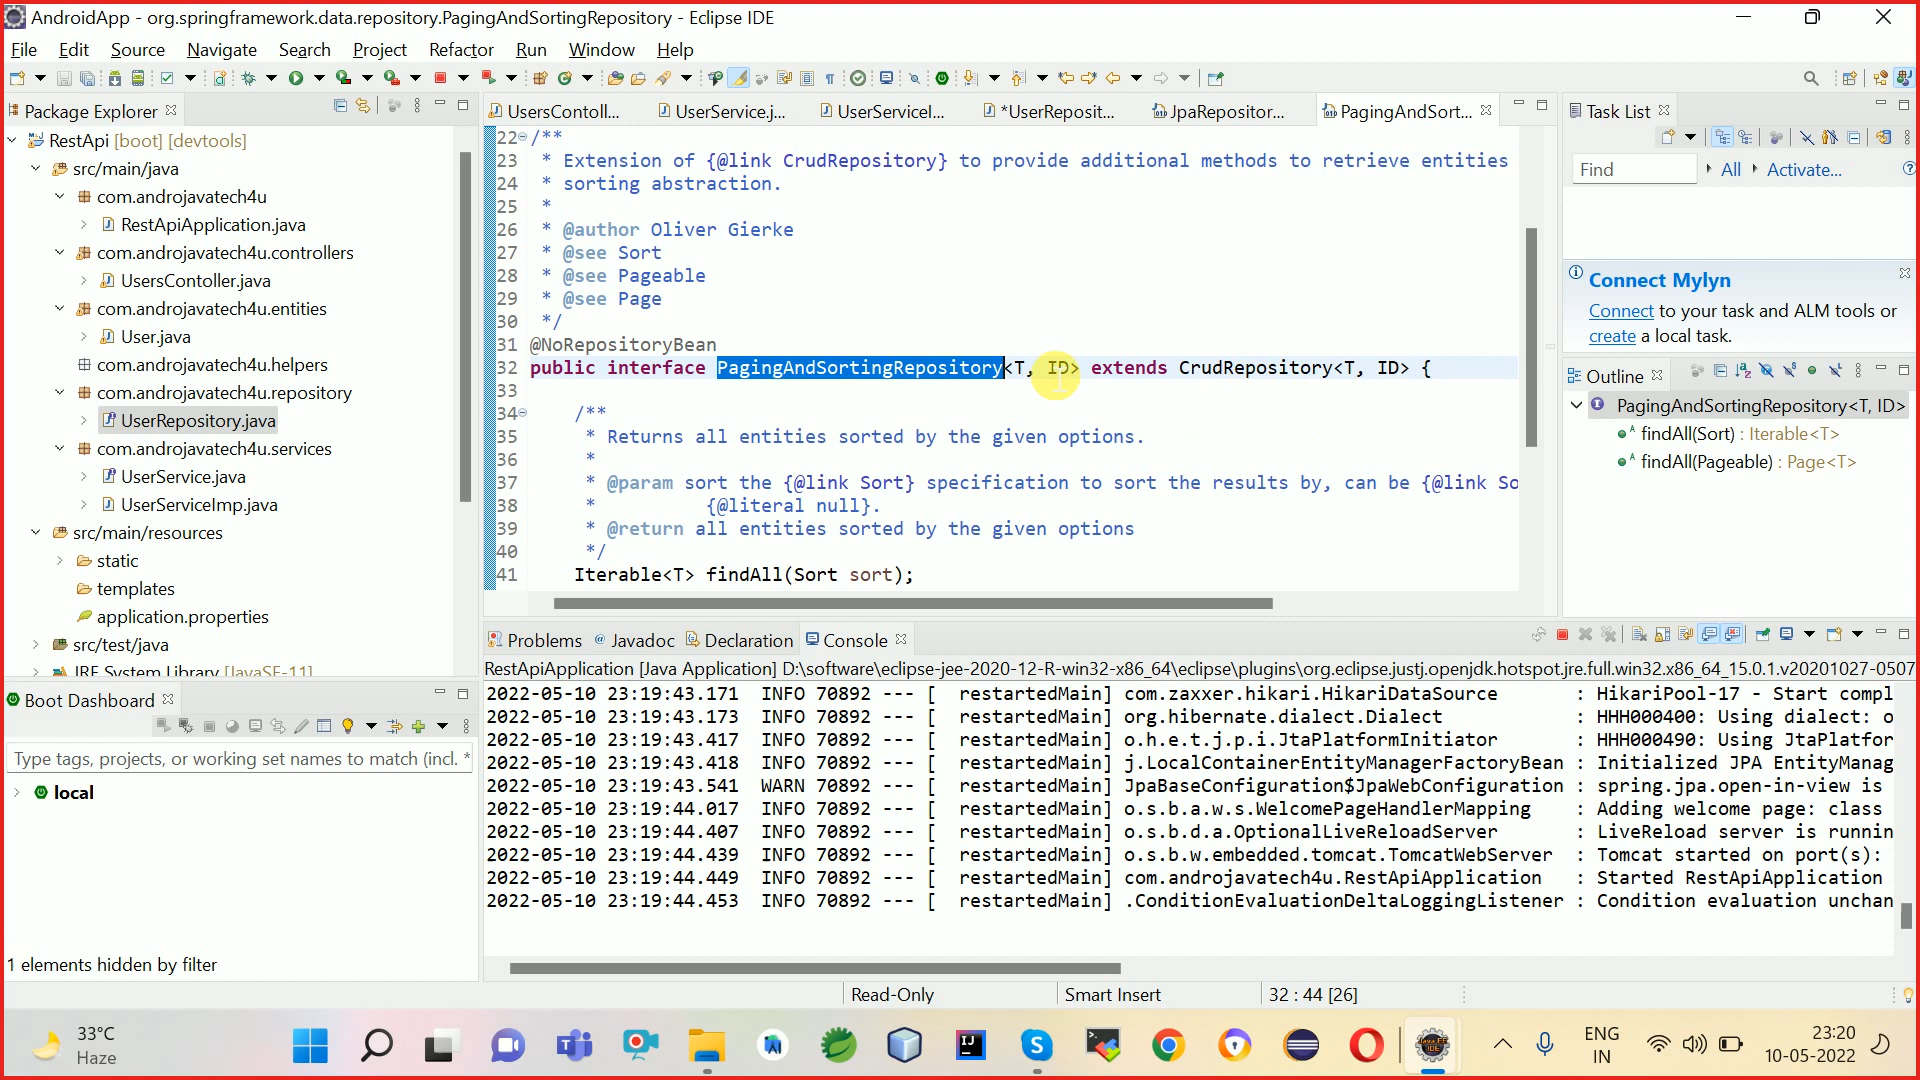 AndroidApp - org.springframework.data.repository.PagingAndSortingRepository - Eclipse IDE
File Edit Source Navigate Search Project Refactor Run Window Help
Package Explorer
RestApi [boot] [devtools]
src/main/java
com.androjavatech4u
RestApiApplication.java
com.androjavatech4u.controllers
UsersContoller.java
com.androjavatech4u.entities
User.java
com.androjavatech4u.helpers
com.androjavatech4u.repository
UserRepository.java
com.androjavatech4u.services
UserService.java
UserServiceImp.java
src/main/resources
static
templates
application.properties
src/test/java
JRE System Library [JavaSE-11]
Boot Dashboard
Type tags, projects, or working set names to match (incl. *
local
1 elements hidden by filter
UsersContoll... UserService.j... UserServiceI... *UserReposit... JpaRepositor... PagingAndSort...
22 /**
23 * Extension of {@link CrudRepository} to provide additional methods to retrieve entities
24 * sorting abstraction.
25 *
26 * @author Oliver Gierke
27 * @see Sort
28 * @see Pageable
29 * @see Page
30 */
31 @NoRepositoryBean
32 public interface PagingAndSortingRepository<T, ID> extends CrudRepository<T, ID> {
33
34 /**
35 * Returns all entities sorted by the given options.
36 *
37 * @param sort the {@link Sort} specification to sort the results by, can be {@link So
38 * {@literal null}.
39 * @return all entities sorted by the given options
40 */
41 Iterable<T> findAll(Sort sort);
Task List
Find All Activate...
Connect Mylyn
Connect to your task and ALM tools or
create a local task.
Outline
PagingAndSortingRepository<T, ID>
findAll(Sort) : Iterable<T>
findAll(Pageable) : Page<T>
Problems Javadoc Declaration Console
RestApiApplication [Java Application] D:\software\eclipse-jee-2020-12-R-win32-x86_64\eclipse\plugins\org.eclipse.justj.openjdk.hotspot.jre.full.win32.x86_64_15.0.1.v20201027-0507
2022-05-10 23:19:43.171 INFO 70892 --- [ restartedMain] com.zaxxer.hikari.HikariDataSource : HikariPool-17 - Start compl
2022-05-10 23:19:43.173 INFO 70892 --- [ restartedMain] org.hibernate.dialect.Dialect : HHH000400: Using dialect: o
2022-05-10 23:19:43.417 INFO 70892 --- [ restartedMain] o.h.e.t.j.p.i.JtaPlatformInitiator : HHH000490: Using JtaPlatfor
2022-05-10 23:19:43.418 INFO 70892 --- [ restartedMain] j.LocalContainerEntityManagerFactoryBean : Initialized JPA EntityManag
2022-05-10 23:19:43.541 WARN 70892 --- [ restartedMain] JpaBaseConfiguration$JpaWebConfiguration : spring.jpa.open-in-view is
2022-05-10 23:19:44.017 INFO 70892 --- [ restartedMain] o.s.b.a.w.s.WelcomePageHandlerMapping : Adding welcome page: class
2022-05-10 23:19:44.407 INFO 70892 --- [ restartedMain] o.s.b.d.a.OptionalLiveReloadServer : LiveReload server is runnin
2022-05-10 23:19:44.439 INFO 70892 --- [ restartedMain] o.s.b.w.embedded.tomcat.TomcatWebServer : Tomcat started on port(s):
2022-05-10 23:19:44.449 INFO 70892 --- [ restartedMain] com.androjavatech4u.RestApiApplication : Started RestApiApplication
2022-05-10 23:19:44.453 INFO 70892 --- [ restartedMain] .ConditionEvaluationDeltaLoggingListener : Condition evaluation unchan
Read-Only Smart Insert 32 : 44 [26]
33°C
Haze
ENG
IN
23:20
10-05-2022